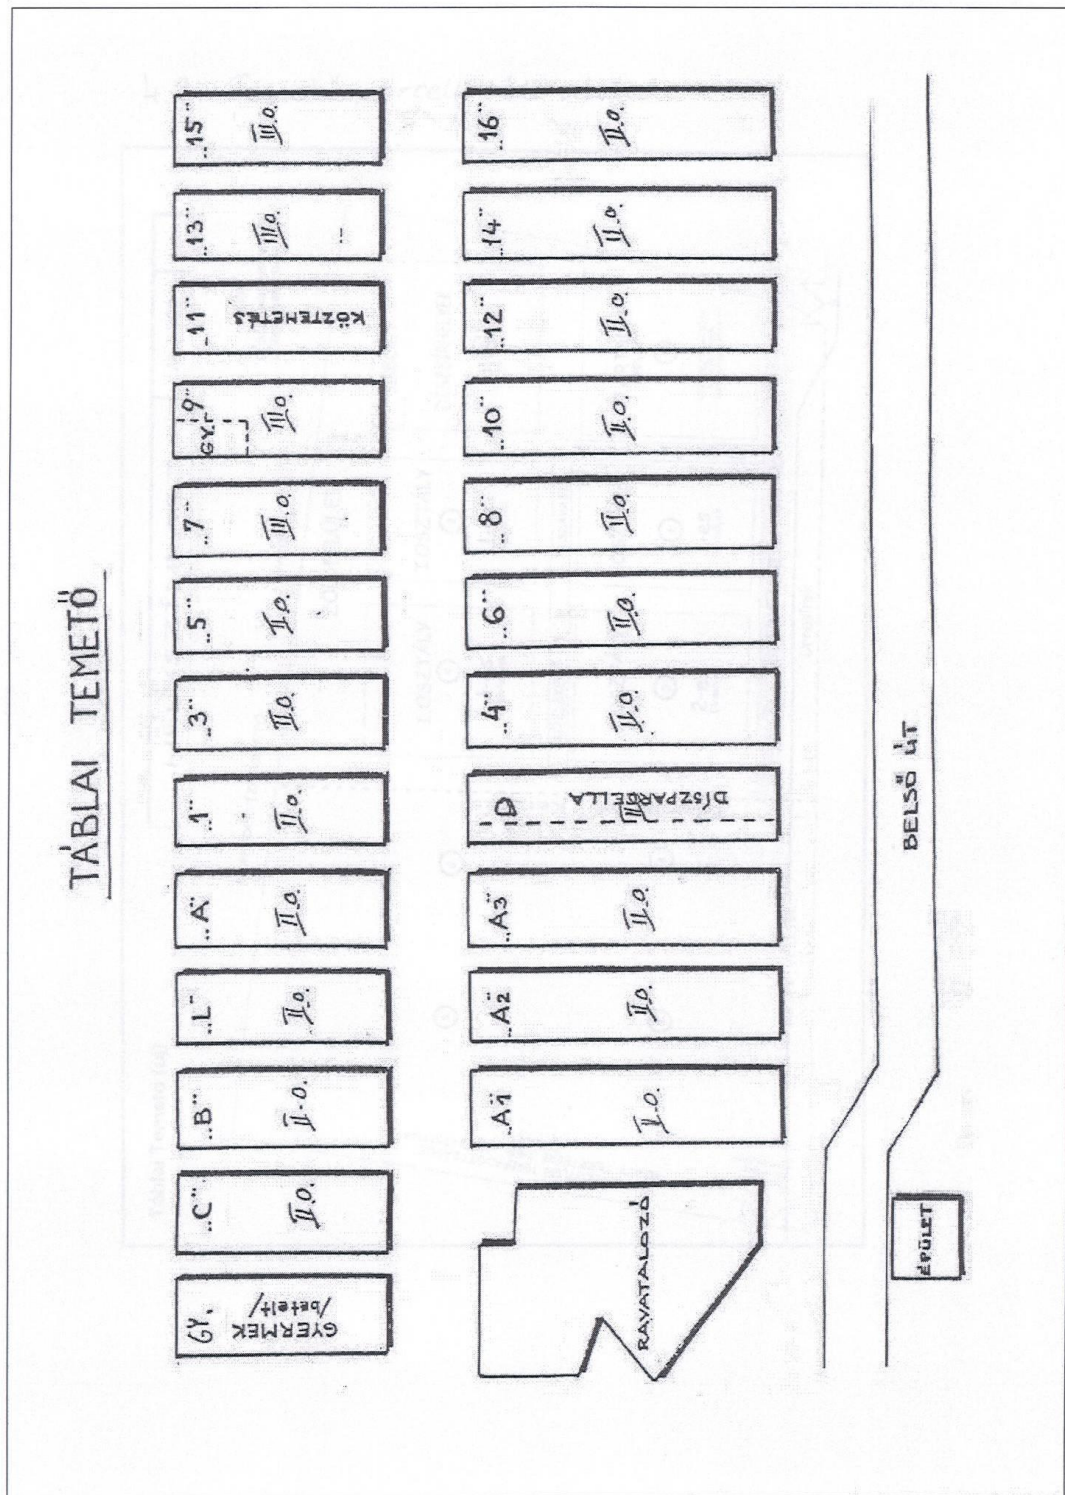 TÁBLAI TEMETŐ
GY.
GYERMEK
/betelt/
„C”
II.o.
„B”
II.o.
„L”
II.o.
„A”
II.o.
„1”
II.o.
„3”
II.o.
„5”
II.o.
„7”
III.o.
„9”
GY.
III.o.
„11”
KÖZTEMETÉS
„13”
III.o.
„15”
III.o.
RAVATALOZÓ
„A1”
II.o.
„A2”
II.o.
„A3”
II.o.
D
DÍSZPARCELLA
II.
„4”
II.o.
„6”
II.o.
„8”
II.o.
„10”
II.o.
„12”
II.o.
„14”
II.o.
„16”
II.o.
BELSŐ ÚT
ÉPÜLET